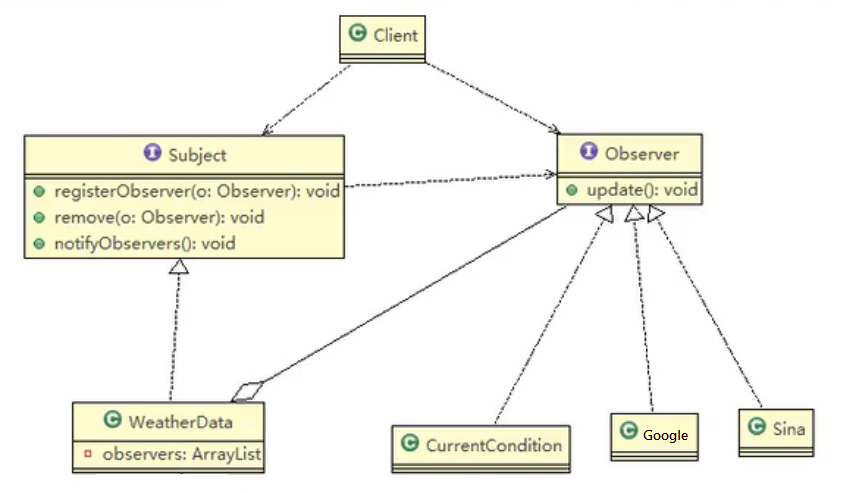 C Client
I Subject
registerObserver(o: Observer): void
remove(o: Observer): void
notifyObservers(): void
I Observer
update(): void
C WeatherData
observers: ArrayList
C CurrentCondition
C Google
C Sina